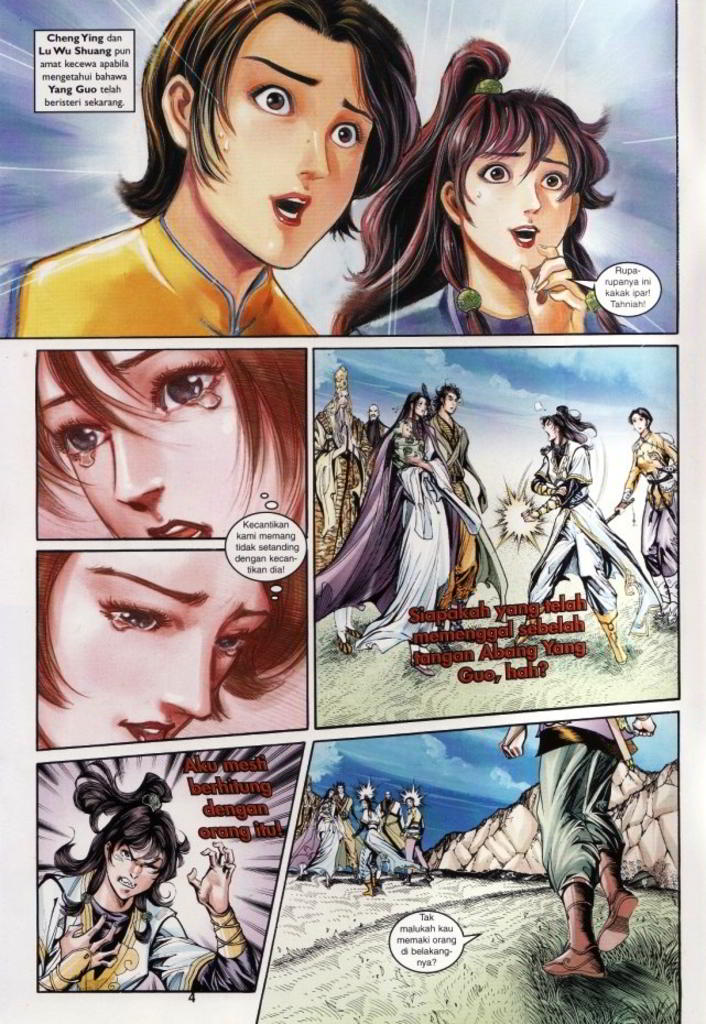 Cheng Ying dan
Lu Wu Shuang pun
amat kecewa apabila
mengetahui bahawa
Yang Guo telah
beristeri sekarang.
Rupa-
rupanya ini
kakak ipar!
Tahniah!
Kecantikan
kami memang
tidak setanding
dengan kecan-
tikan dia!
Siapakah yang telah
memenggal sebelah
tangan Abang Yang
Guo, hah?
Aku mesti
berhitung
dengan
orang itu!
Tak
malukah kau
memaki orang
di belakang-
nya?
4